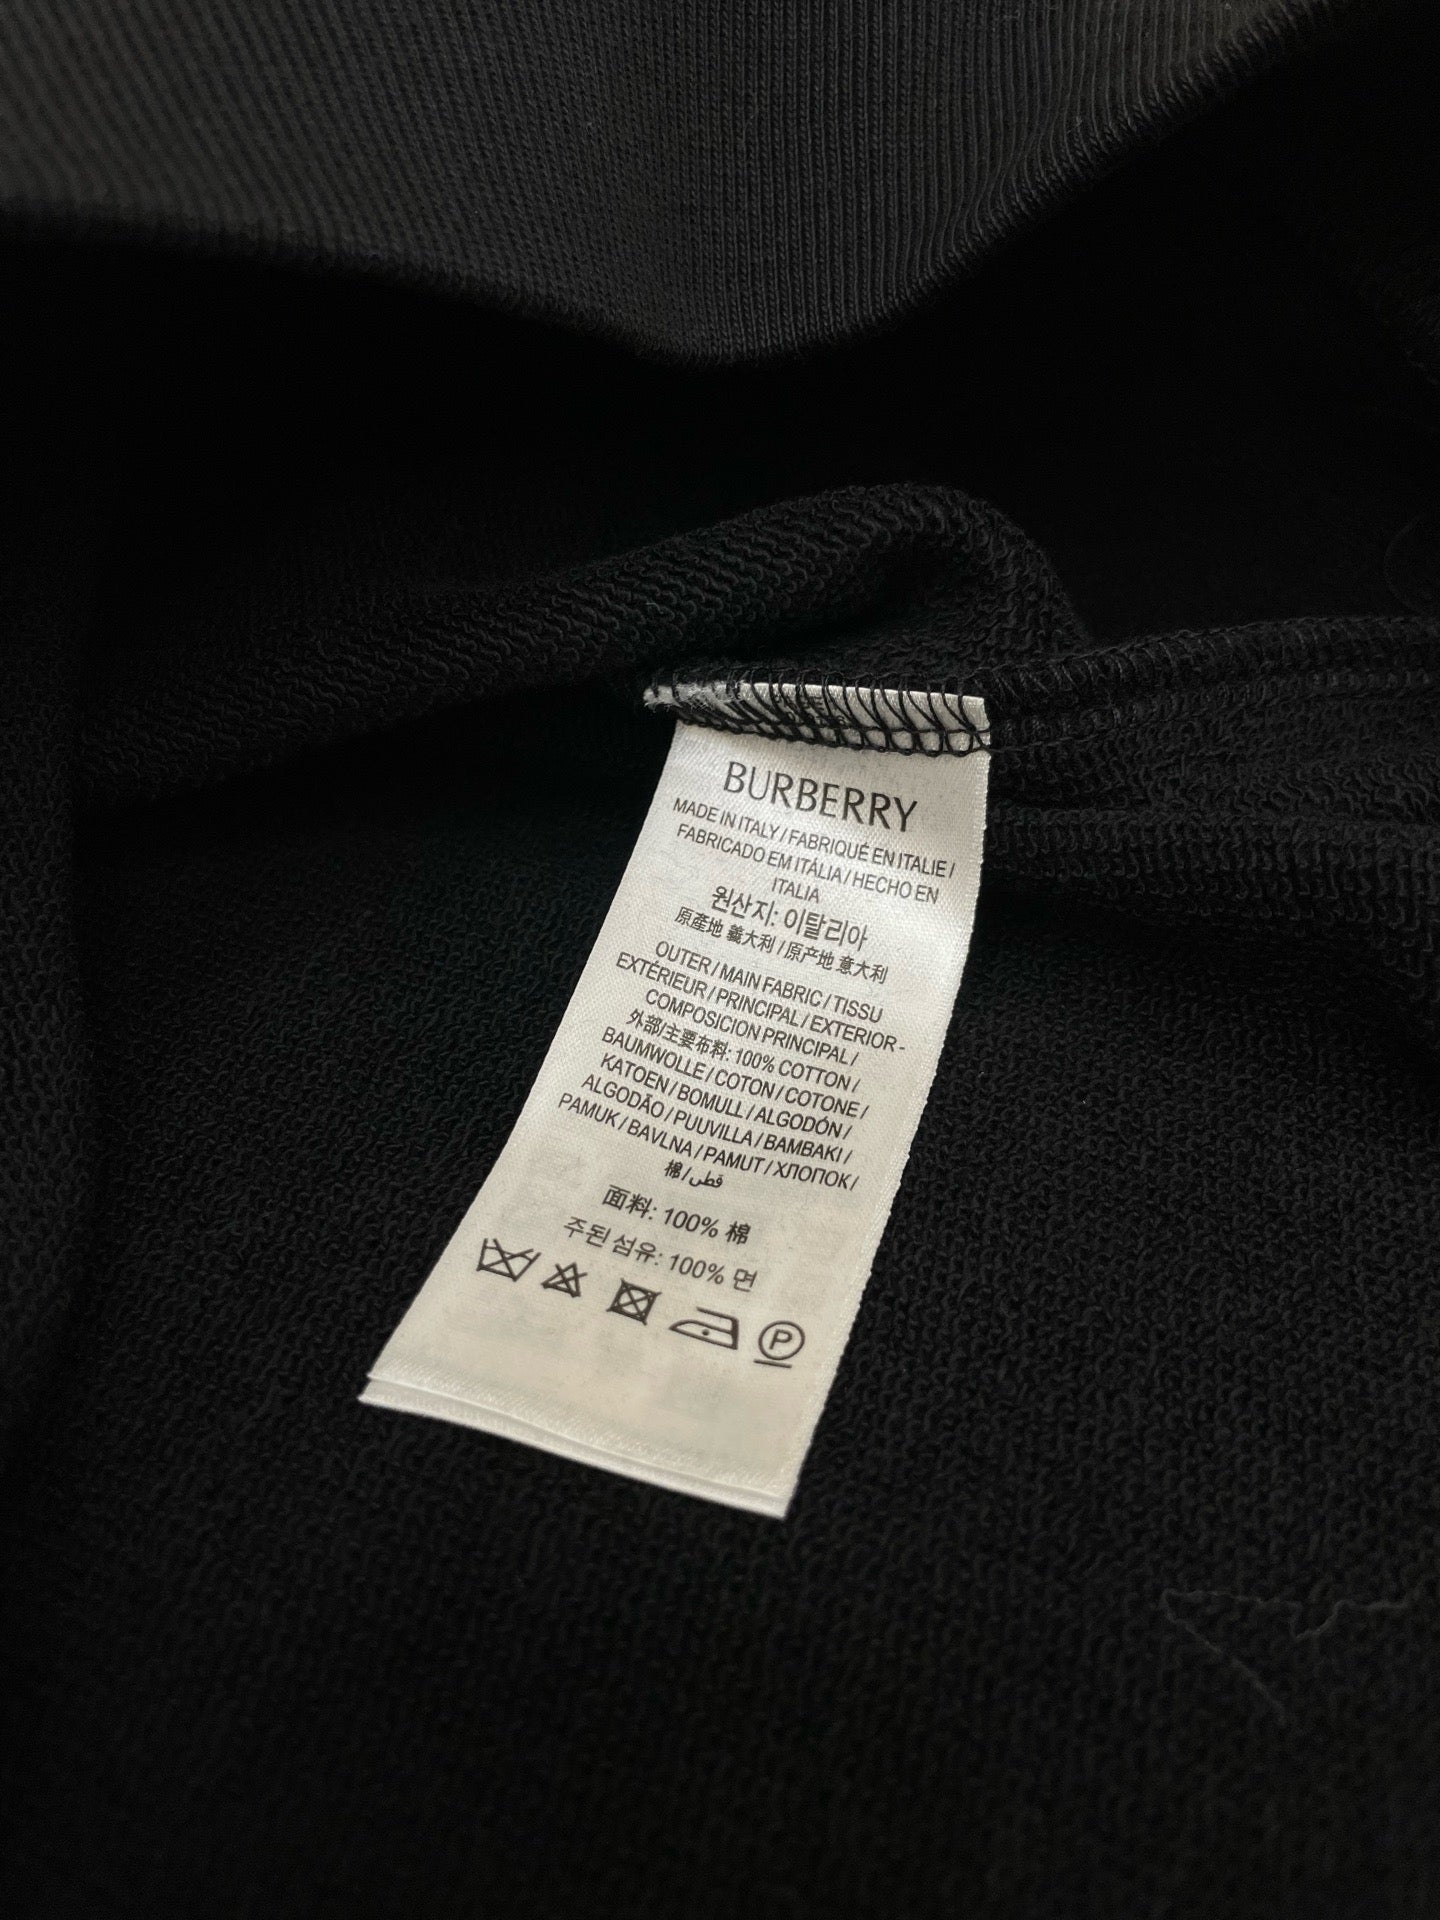 BURBERRY
MADE IN ITALY / FABRIQUÉ EN ITALIE /
FABRICADO EM ITÁLIA / HECHO EN
ITALIA
원산지: 이탈리아
原產地 義大利 / 原产地 意大利
OUTER / MAIN FABRIC / TISSU
EXTÉRIEUR / PRINCIPAL / EXTERIOR -
COMPOSICION PRINCIPAL /
外部/主要布料: 100% COTTON /
BAUMWOLLE / COTON / COTONE /
KATOEN / BOMULL / ALGODÓN /
ALGODÃO / PUUVILLA / BAMBAKI /
PAMUK / BAVLNA / PAMUT / ХЛОПОК /
棉 / قطن
面料: 100% 棉
주된 섬유: 100% 면
P